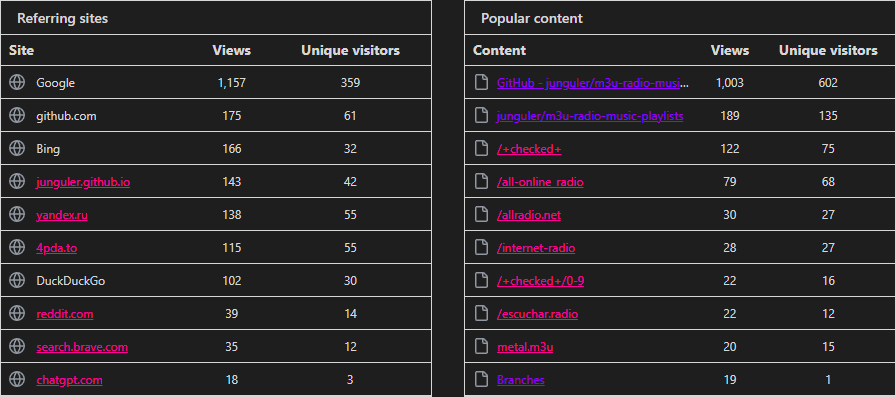 Referring sites
Site Views Unique visitors
Google 1,157 359
github.com 175 61
Bing 166 32
junguler.github.io 143 42
yandex.ru 138 55
4pda.to 115 55
DuckDuckGo 102 30
reddit.com 39 14
search.brave.com 35 12
chatgpt.com 18 3
Popular content
Content Views Unique visitors
GitHub - junguler/m3u-radio-musi... 1,003 602
junguler/m3u-radio-music-playlists 189 135
/+checked+ 122 75
/all-online_radio 79 68
/allradio.net 30 27
/internet-radio 28 27
/+checked+/0-9 22 16
/escuchar.radio 22 12
metal.m3u 20 15
Branches 19 1